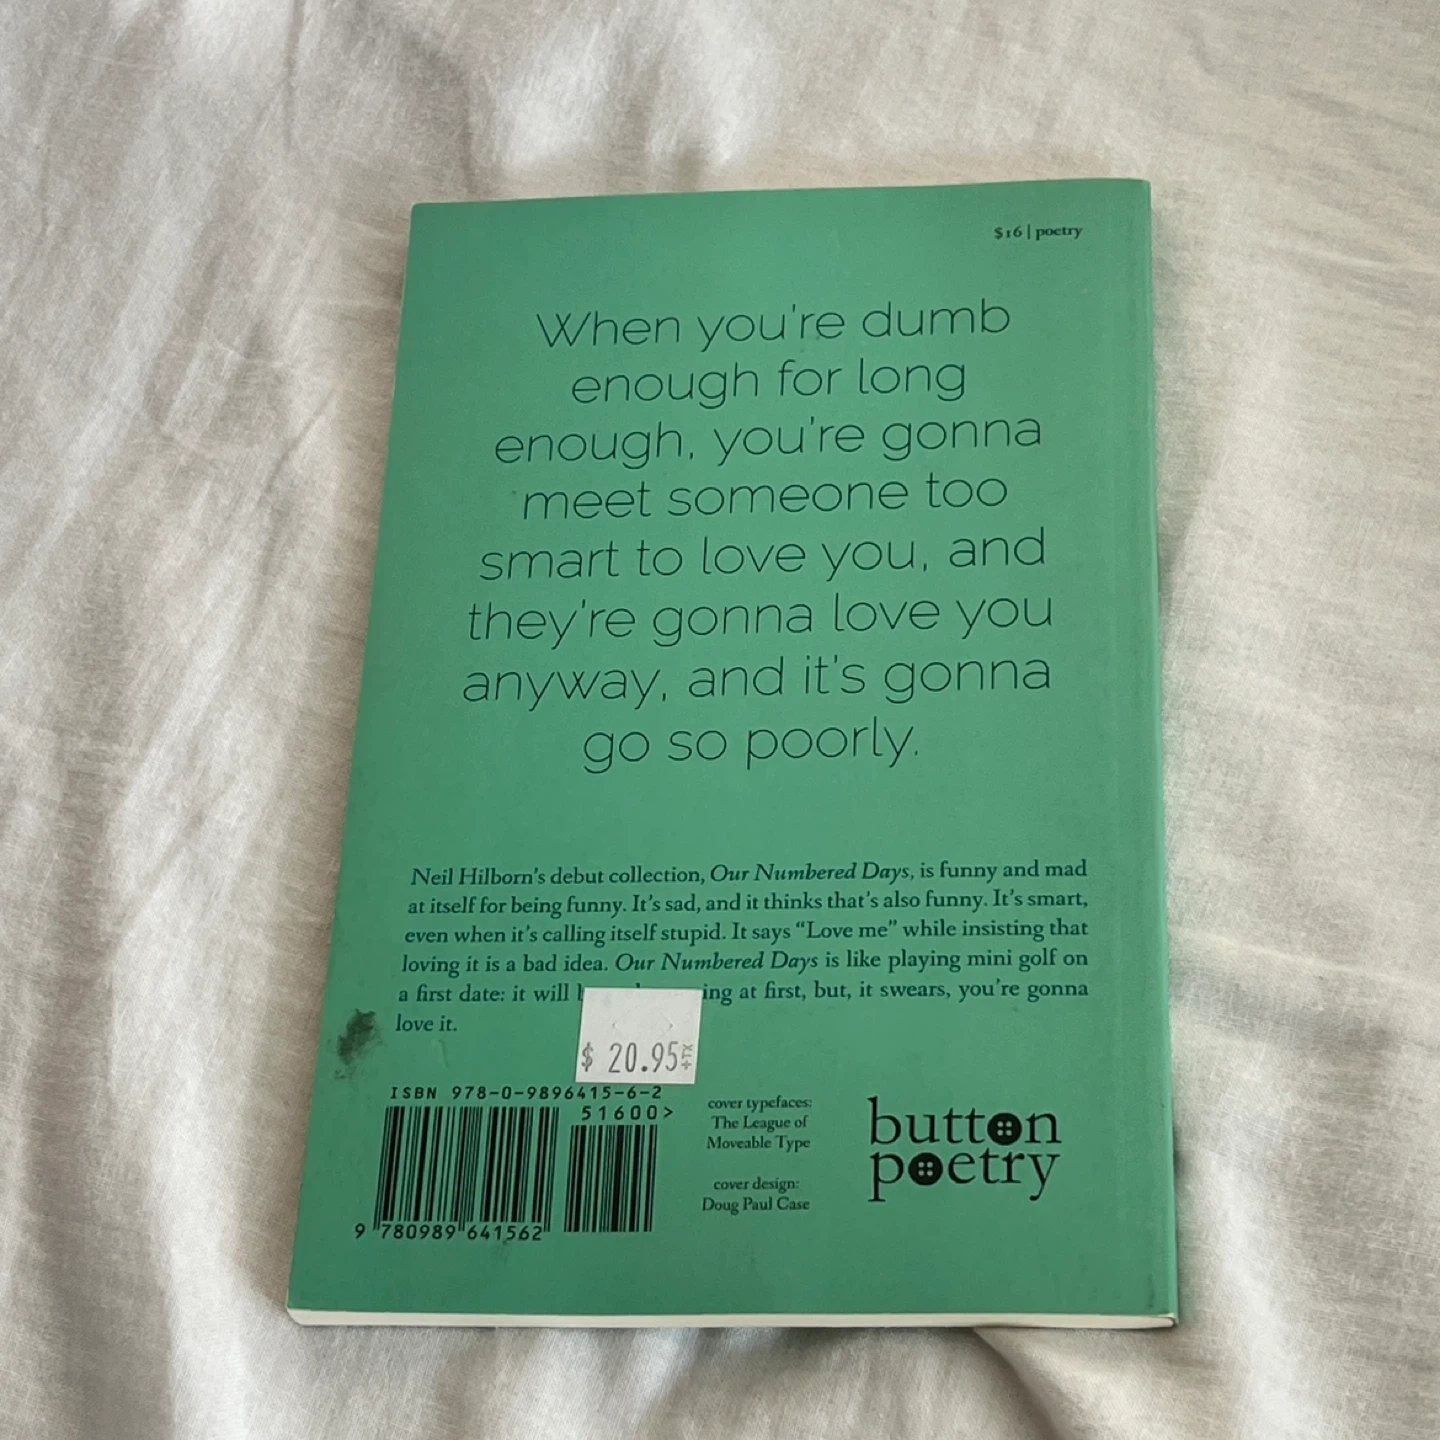 $16 | poetry
When you're dumb
enough for long
enough, you're gonna
meet someone too
smart to love you, and
they're gonna love you
anyway, and it's gonna
go so poorly.
Neil Hilborn's debut collection, Our Numbered Days, is funny and mad
at itself for being funny. It's sad, and it thinks that's also funny. It's smart,
even when it's calling itself stupid. It says “Love me” while insisting that
loving it is a bad idea. Our Numbered Days is like playing mini golf on
a first date: it will at first, but, it swears, you're gonna
love it.
$ 20.95 +TX
ISBN 978-0-9896415-6-2
51600>
9 780989 641562
cover typefaces:
The League of
Moveable Type
cover design:
Doug Paul Case
button
poetry